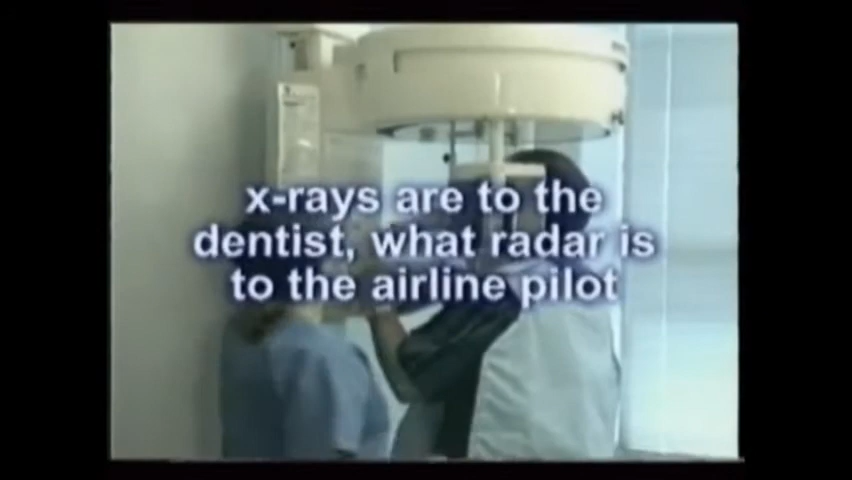 x-rays are to the
dentist, what radar is
to the airline pilot